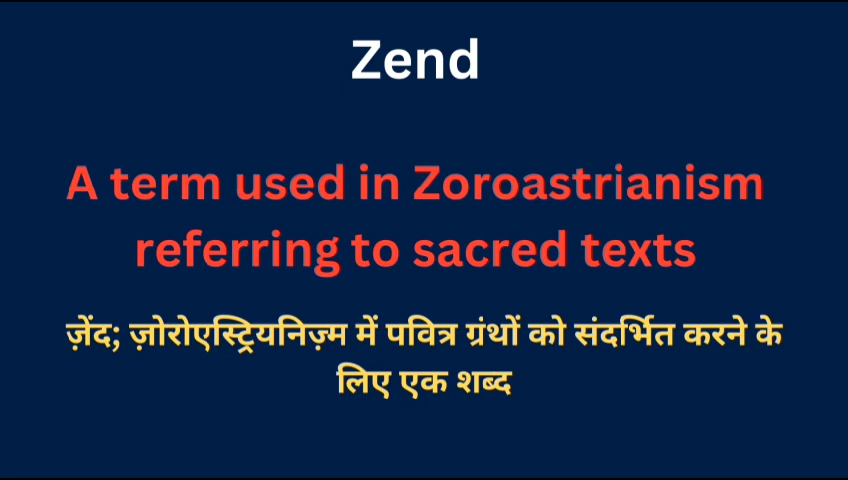 Zend
A term used in Zoroastrianism
referring to sacred texts
ज़ेंद; ज़ोरोएस्ट्रियनिज़्म में पवित्र ग्रंथों को संदर्भित करने के
लिए एक शब्द